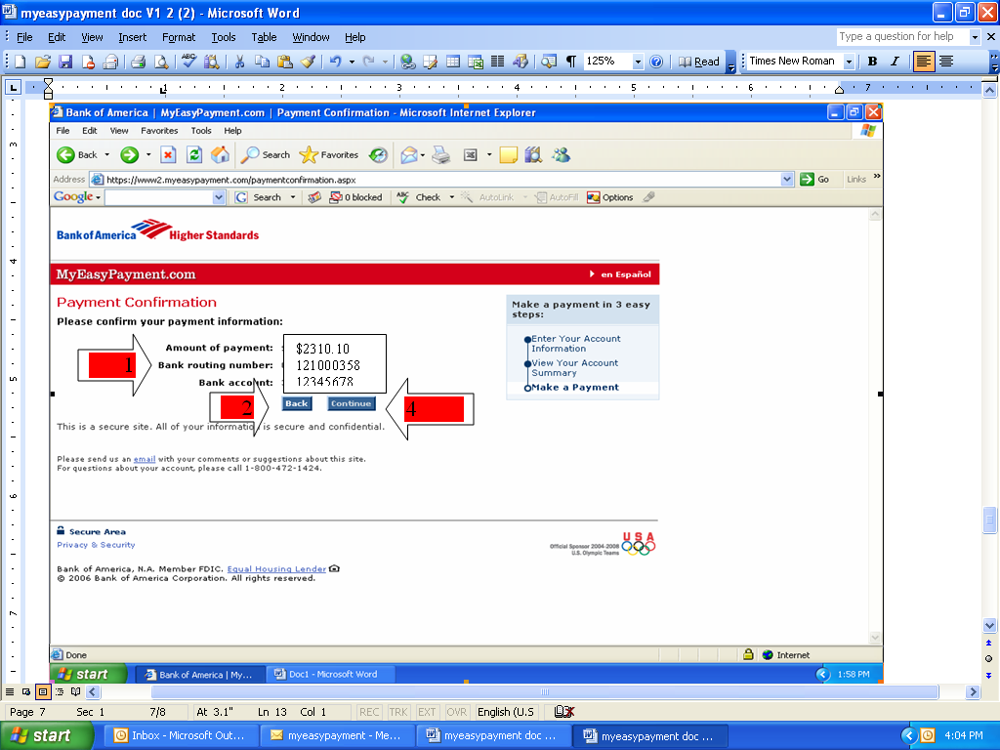 myeasypayment doc V1 2 (2) - Microsoft Word
File Edit View Insert Format Tools Table Window Help
Type a question for help
125%
Read
Times New Roman
B I
1 2 3 4 5 6 7
Bank of America | MyEasyPayment.com | Payment Confirmation - Microsoft Internet Explorer
File Edit View Favorites Tools Help
Back Search Favorites
Address https://www2.myeasypayment.com/paymentconfirmation.aspx Go Links »
Google Search 0 blocked Check AutoLink AutoFill Options
Bank of America Higher Standards
MyEasyPayment.com en Español
Payment Confirmation
Please confirm your payment information:
Amount of payment: $2310.10
Bank routing number: 121000358
Bank account: 12345678
1
2
Back Continue
4
This is a secure site. All of your information is secure and confidential.
Please send us an email with your comments or suggestions about this site.
For questions about your account, please call 1-800-472-1424.
Make a payment in 3 easy
steps:
Enter Your Account
Information
View Your Account
Summary
Make a Payment
Secure Area
Privacy & Security
USA
Official Sponsor 2004-2008
U.S. Olympic Teams
Bank of America, N.A. Member FDIC. Equal Housing Lender
© 2006 Bank of America Corporation. All rights reserved.
Done Internet
start Bank of America | My... Doc1 - Microsoft Word 1:58 PM
Page 7 Sec 1 7/8 At 3.1" Ln 13 Col 1 REC TRK EXT OVR English (U.S
start Inbox - Microsoft Out... myeasypayment - Me... myeasypayment doc ... myeasypayment doc ... 4:04 PM